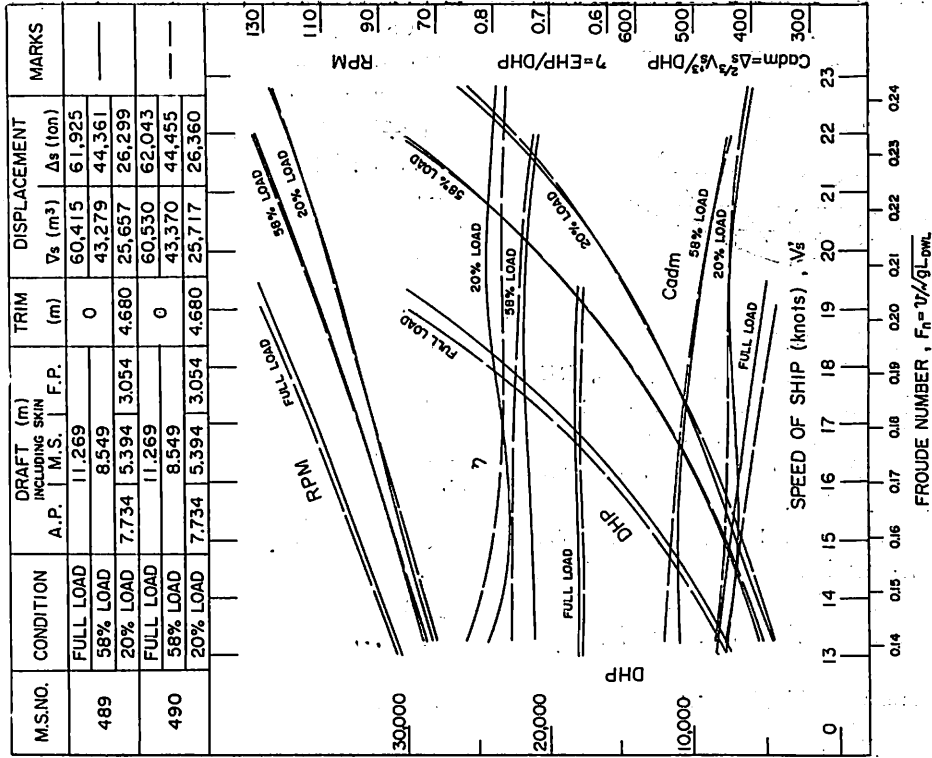 M.S.NO. CONDITION DRAFT (m) INCLUDING SKIN TRIM (m) DISPLACEMENT MARKS
A.P. M.S. F.P. ∇s (m³) Δs (ton)
489 FULL LOAD 11.269 0 60,415 61,925
58% LOAD 8.549 43,279 44,361
20% LOAD 7.734 5.394 3.054 4.680 25,657 26,299
490 FULL LOAD 11.269 0 60,530 62,043
58% LOAD 8.549 43,370 44,455
20% LOAD 7.734 5.394 3.054 4.680 25,717 26,360
130
110
90
70
RPM
0.8
0.7
0.6
η=EHP/DHP
600
500
400
300
Cadm=Δs^2/3 Vs'^3/DHP
FULL LOAD
RPM
58% LOAD
20% LOAD
58% LOAD
FULL LOAD
20% LOAD
58% LOAD
20% LOAD
η
DHP
FULL LOAD
Cadm
58% LOAD
20% LOAD
FULL LOAD
DHP
30,000
20,000
10,000
0
13 14 15 16 17 18 19 20 21 22 23
SPEED OF SHIP (knots), Vs'
0.14 0.15 0.16 0.17 0.18 0.19 0.20 0.21 0.22 0.23 0.24
FROUDE NUMBER, Fn=v/√gLDWL